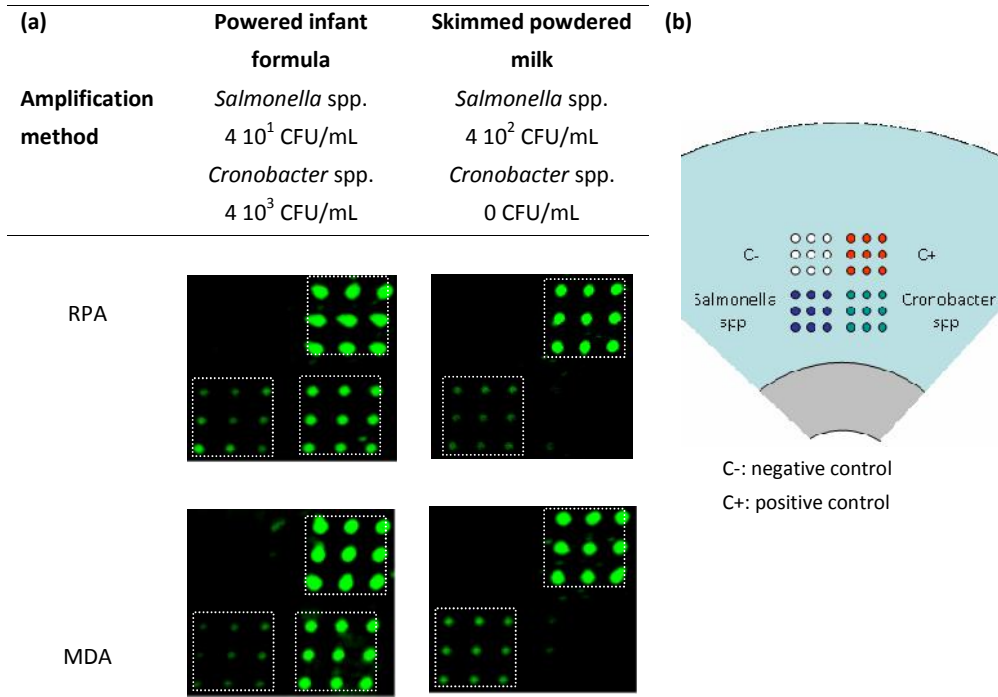 (a)
Powered infant
formula
Skimmed powdered
milk
(b)
Amplification
method
Salmonella spp.
4 10¹ CFU/mL
Cronobacter spp.
4 10³ CFU/mL
Salmonella spp.
4 10² CFU/mL
Cronobacter spp.
0 CFU/mL
RPA
MDA
C-
C+
Salmonella
spp
Cronobacter
spp
C-: negative control
C+: positive control